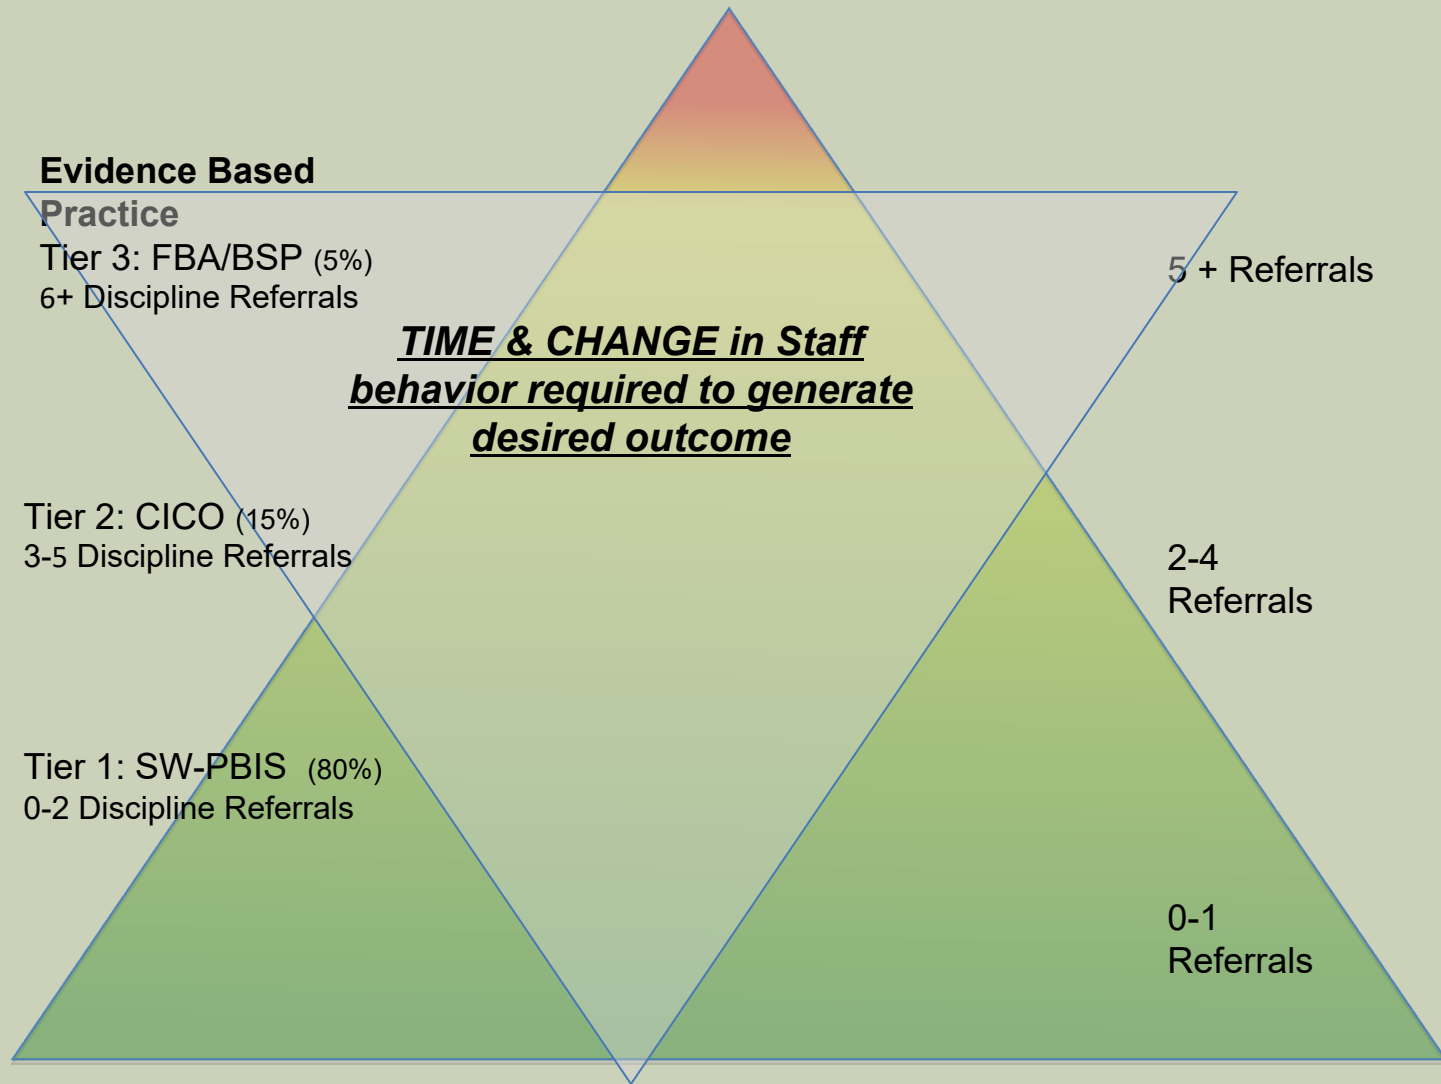 Evidence Based
Practice
Tier 3: FBA/BSP (5%)
6+ Discipline Referrals
5 + Referrals
TIME & CHANGE in Staff
behavior required to generate
desired outcome
Tier 2: CICO (15%)
3-5 Discipline Referrals
2-4
Referrals
Tier 1: SW-PBIS (80%)
0-2 Discipline Referrals
0-1
Referrals